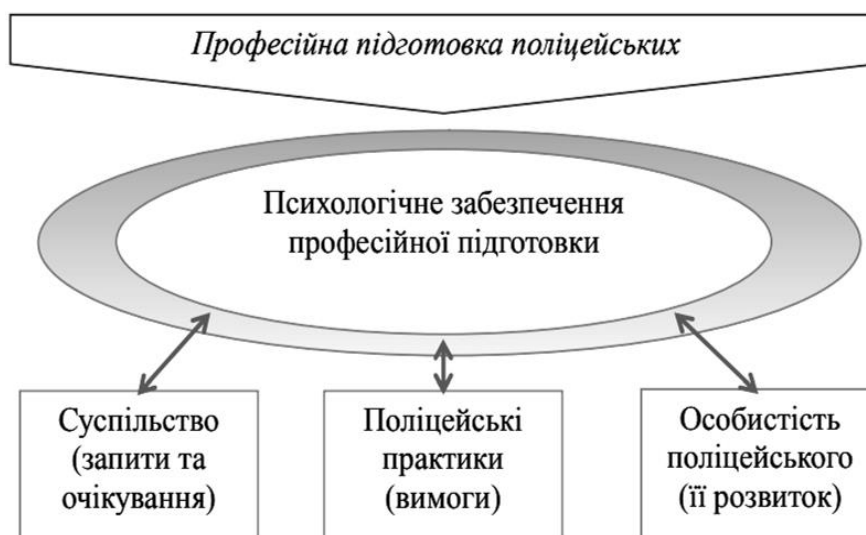 Професійна підготовка поліцейських
Психологічне забезпечення
професійної підготовки
Суспільство
(запити та
очікування)
Поліцейські
практики
(вимоги)
Особистість
поліцейського
(її розвиток)